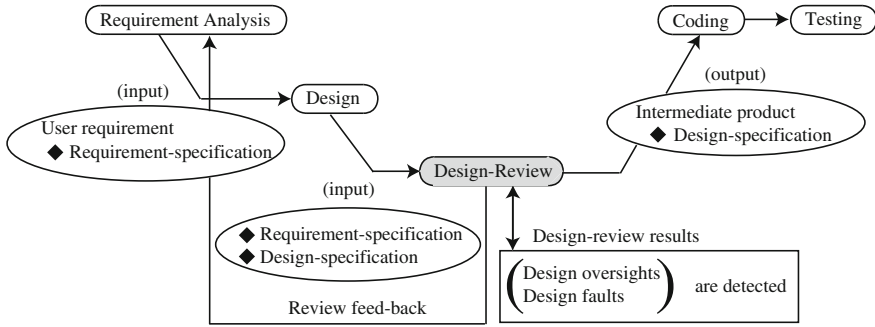 Requirement Analysis
Coding
Testing
(input)
Design
(output)
User requirement
◆ Requirement-specification
Intermediate product
◆ Design-specification
Design-Review
(input)
◆ Requirement-specification
◆ Design-specification
Design-review results
Design oversights
Design faults
are detected
Review feed-back